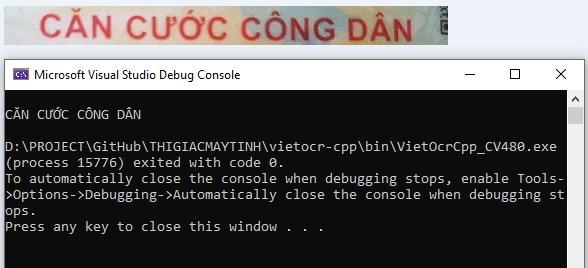 CĂN CƯỚC CÔNG DÂN
Microsoft Visual Studio Debug Console
CĂN CƯỚC CÔNG DÂN
D:\PROJECT\GitHub\THIGIACMAYTINH\vietocr-cpp\bin\VietOcrCpp_CV480.exe
(process 15776) exited with code 0.
To automatically close the console when debugging stops, enable Tools-
>Options->Debugging->Automatically close the console when debugging st
ops.
Press any key to close this window . . .